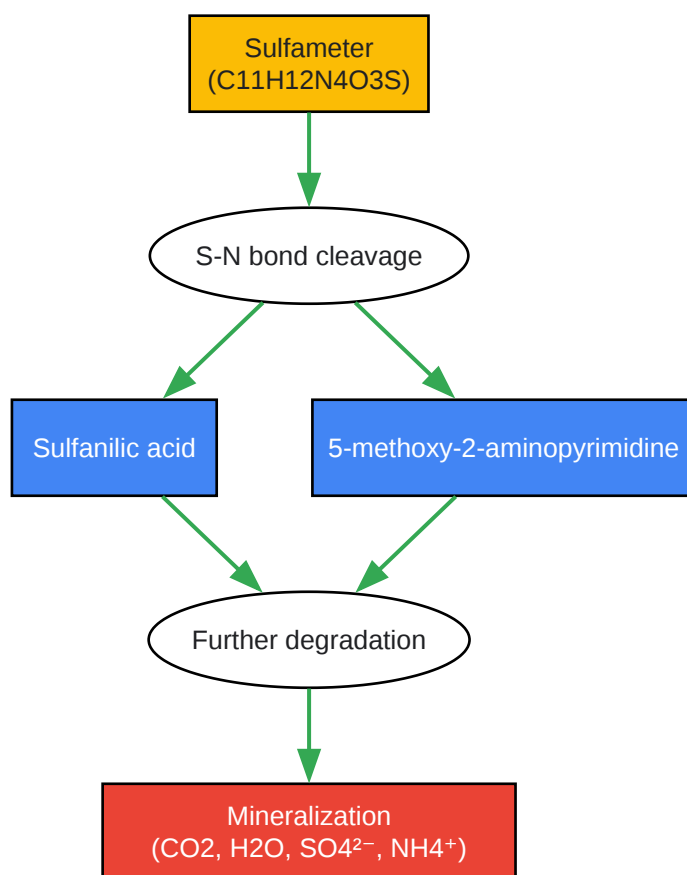 Sulfameter
(C11H12N4O3S)
S-N bond cleavage
Sulfanilic acid
5-methoxy-2-aminopyrimidine
Further degradation
Mineralization
(CO2, H2O, SO4²⁻, NH4⁺)